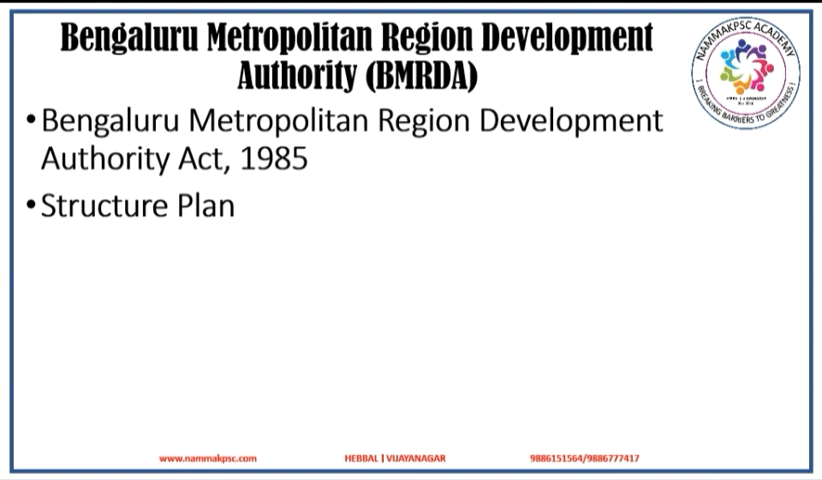 Bengaluru Metropolitan Region Development
Authority (BMRDA)
NAMMAKPSC ACADEMY
| BREAKING BARRIERS TO GREATNESS |
•Bengaluru Metropolitan Region Development
Authority Act, 1985
•Structure Plan
www.nammakpsc.com HEBBAL | VIJAYANAGAR 9886151564/9886777417